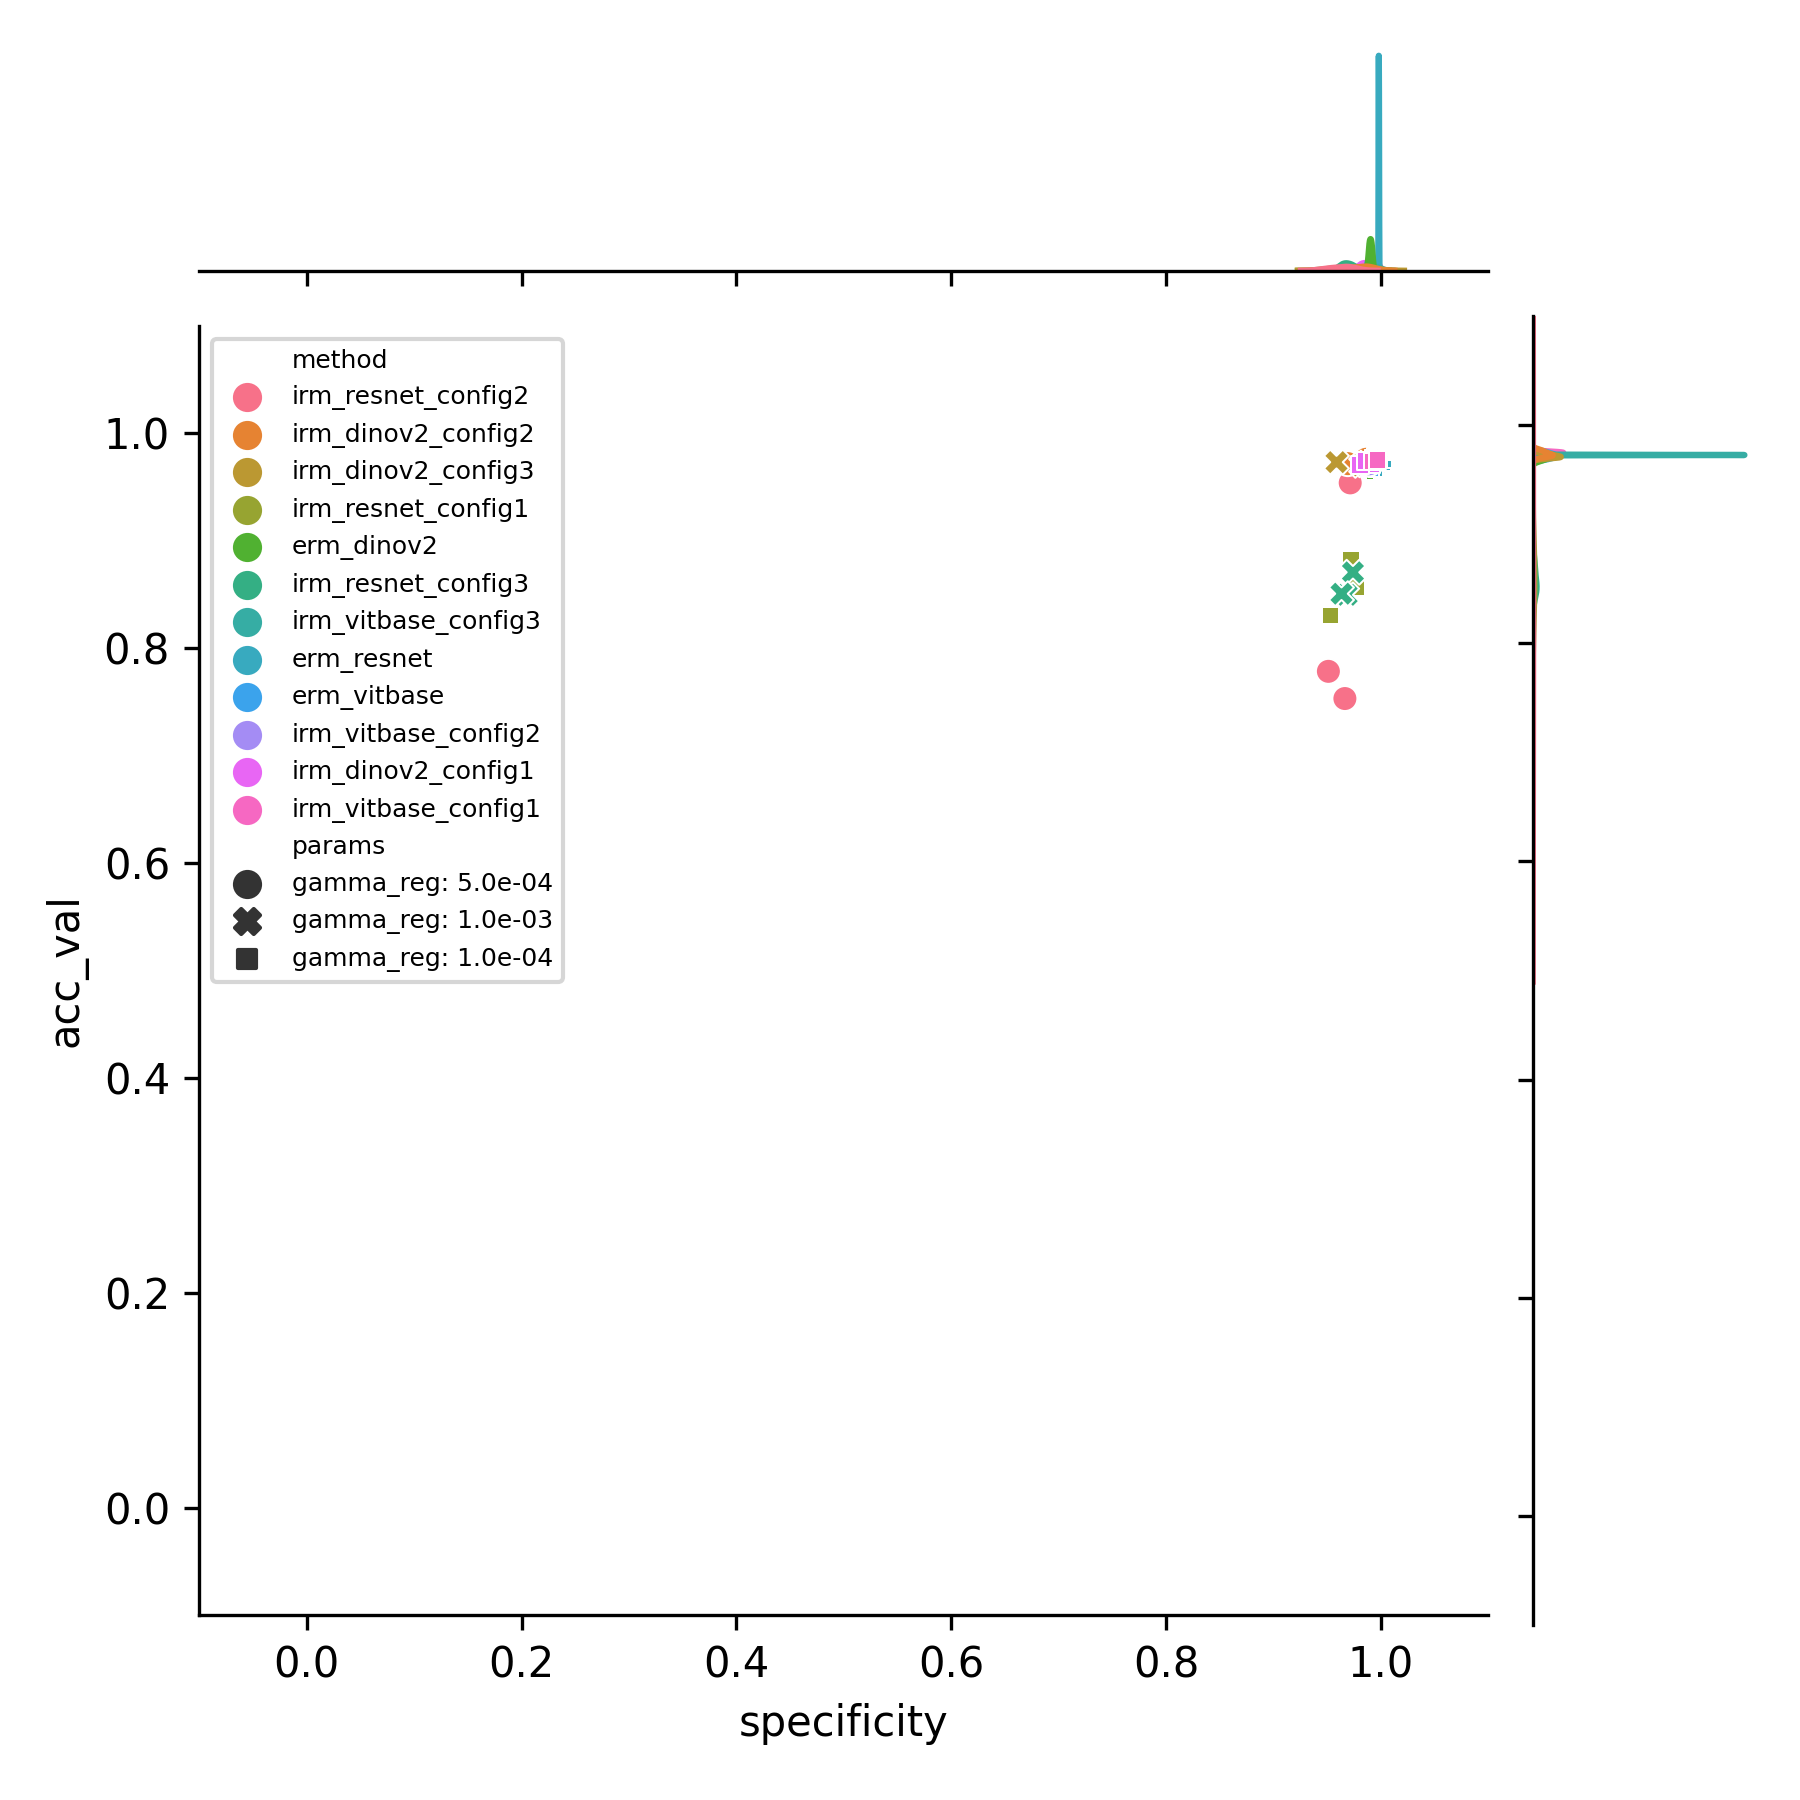 method
irm_resnet_config2
irm_dinov2_config2
irm_dinov2_config3
irm_resnet_config1
erm_dinov2
irm_resnet_config3
irm_vitbase_config3
erm_resnet
erm_vitbase
irm_vitbase_config2
irm_dinov2_config1
irm_vitbase_config1
params
gamma_reg: 5.0e-04
gamma_reg: 1.0e-03
gamma_reg: 1.0e-04
acc_val
1.0
0.8
0.6
0.4
0.2
0.0
0.0 0.2 0.4 0.6 0.8 1.0
specificity